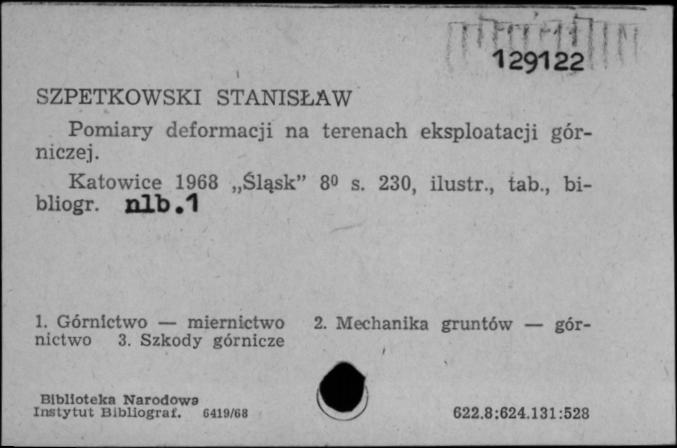 129122
SZPETKOWSKI STANISŁAW
Pomiary deformacji na terenach eksploatacji gór-
niczej.
Katowice 1968 „Śląsk” 8⁰ s. 230, ilustr., tab., bi-
bliogr. nlb.1
1. Górnictwo — miernictwo 2. Mechanika gruntów — gór-
nictwo 3. Szkody górnicze
Biblioteka Narodowa
Instytut Bibliograf. 6419/68 622.8:624.131:528